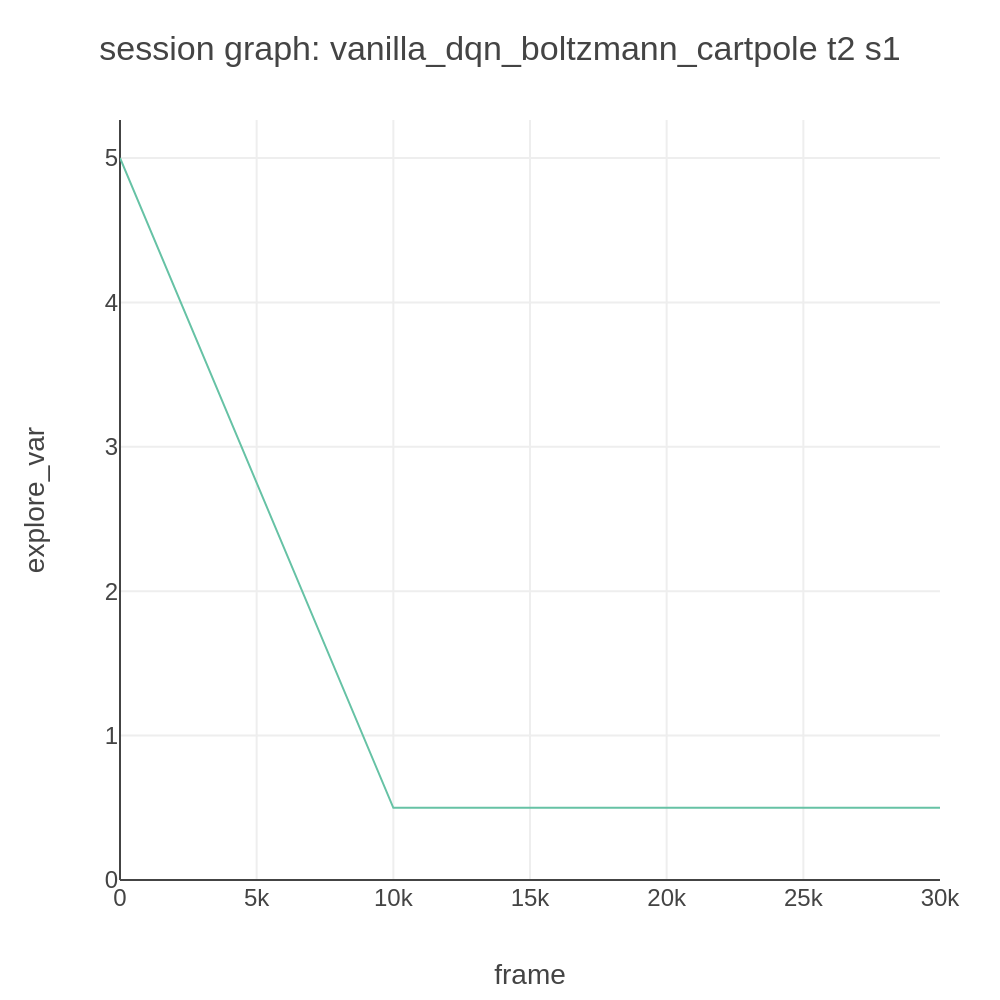 session graph: vanilla_dqn_boltzmann_cartpole t2 s1
5
4
3
2
1
0
explore_var
0 5k 10k 15k 20k 25k 30k
frame